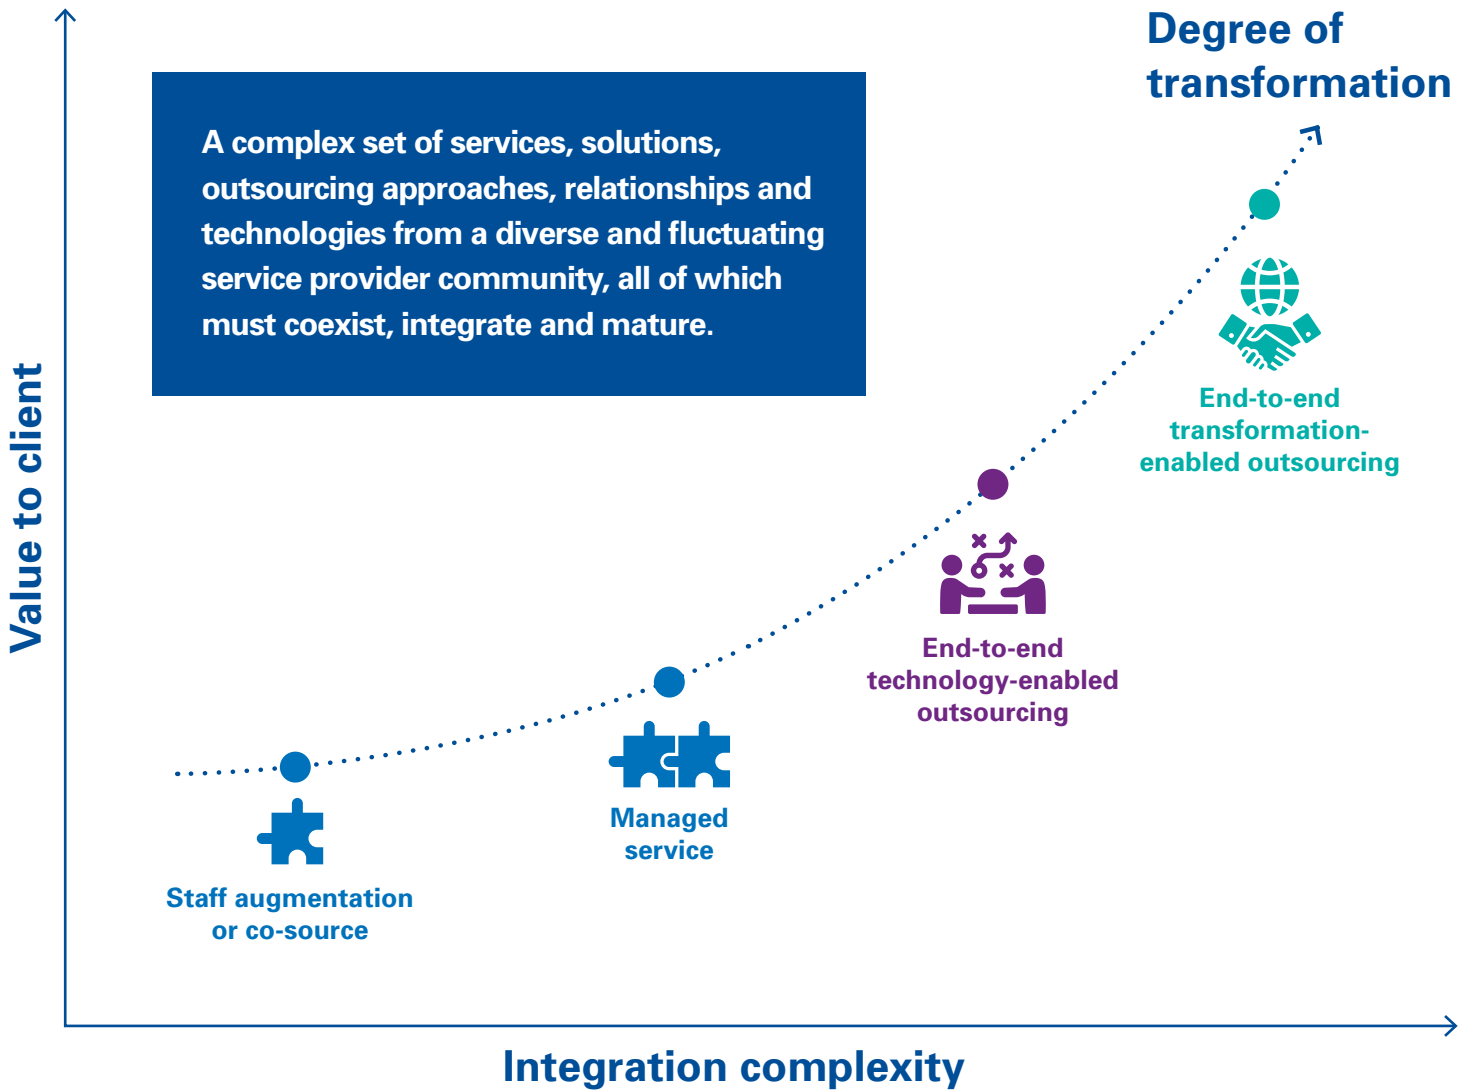 Degree of
transformation
A complex set of services, solutions,
outsourcing approaches, relationships and
technologies from a diverse and fluctuating
service provider community, all of which
must coexist, integrate and mature.
Value to client
End-to-end
transformation-
enabled outsourcing
End-to-end
technology-enabled
outsourcing
Managed
service
Staff augmentation
or co-source
Integration complexity